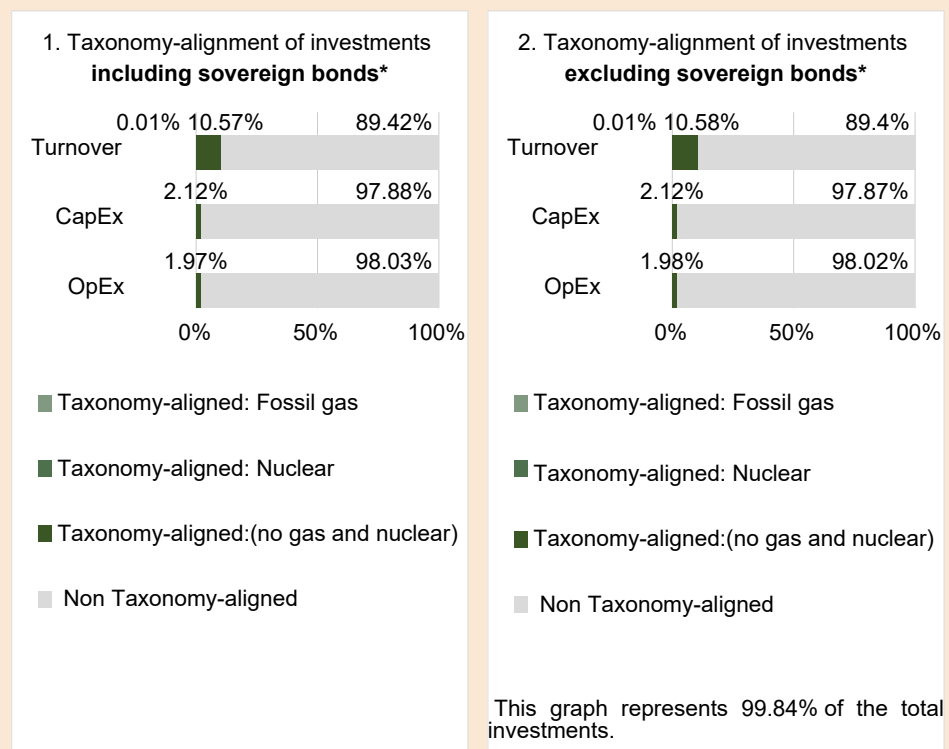 1. Taxonomy-alignment of investments
including sovereign bonds*
0.01% 10.57% 89.42%
Turnover
2.12% 97.88%
CapEx
1.97% 98.03%
OpEx
0% 50% 100%
Taxonomy-aligned: Fossil gas
Taxonomy-aligned: Nuclear
Taxonomy-aligned:(no gas and nuclear)
Non Taxonomy-aligned
2. Taxonomy-alignment of investments
excluding sovereign bonds*
0.01% 10.58% 89.4%
Turnover
2.12% 97.87%
CapEx
1.98% 98.02%
OpEx
0% 50% 100%
Taxonomy-aligned: Fossil gas
Taxonomy-aligned: Nuclear
Taxonomy-aligned:(no gas and nuclear)
Non Taxonomy-aligned
This graph represents 99.84% of the total
investments.